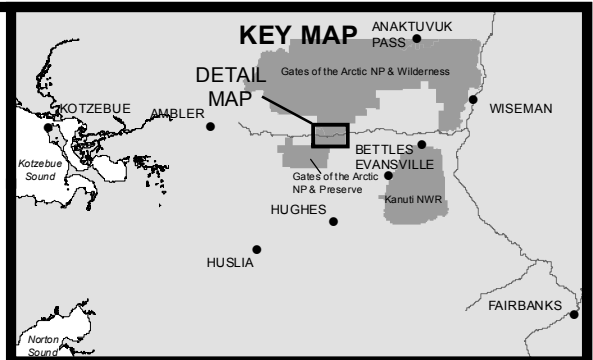 KEY MAP
ANAKTUVUK
PASS
Gates of the Arctic NP & Wilderness
DETAIL
MAP
KOTZEBUE
AMBLER
WISEMAN
Kotzebue
Sound
BETTLES
EVANSVILLE
Gates of the Arctic
NP & Preserve
Kanuti NWR
HUGHES
HUSLIA
FAIRBANKS
Norton
Sound